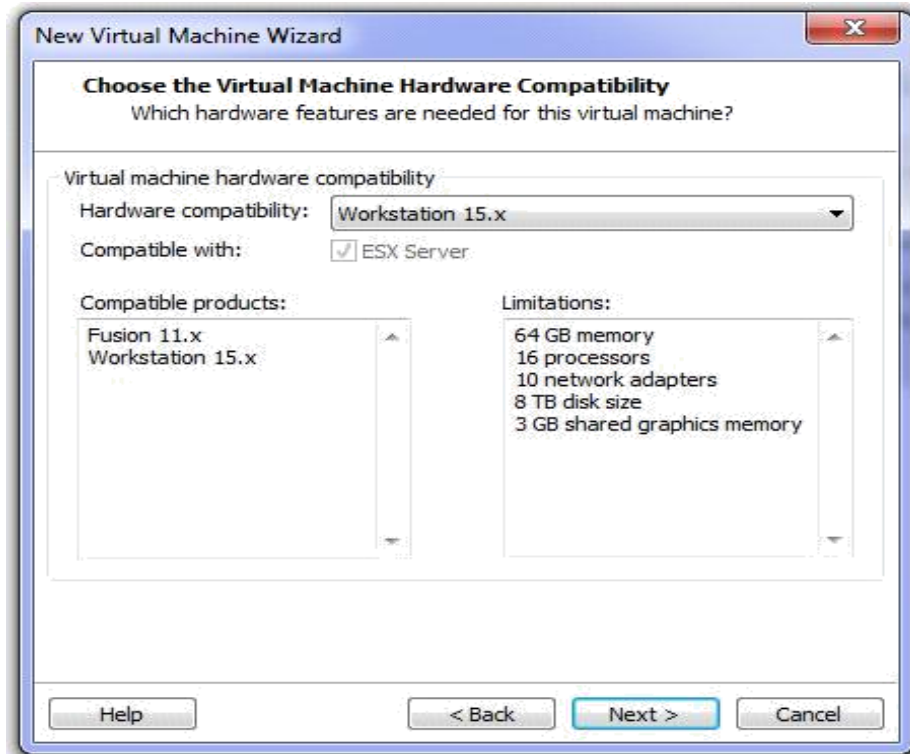 New Virtual Machine Wizard
X
Choose the Virtual Machine Hardware Compatibility
Which hardware features are needed for this virtual machine?
Virtual machine hardware compatibility
Hardware compatibility: Workstation 15.x
Compatible with: ESX Server
Compatible products:
Fusion 11.x
Workstation 15.x
Limitations:
64 GB memory
16 processors
10 network adapters
8 TB disk size
3 GB shared graphics memory
Help < Back Next > Cancel